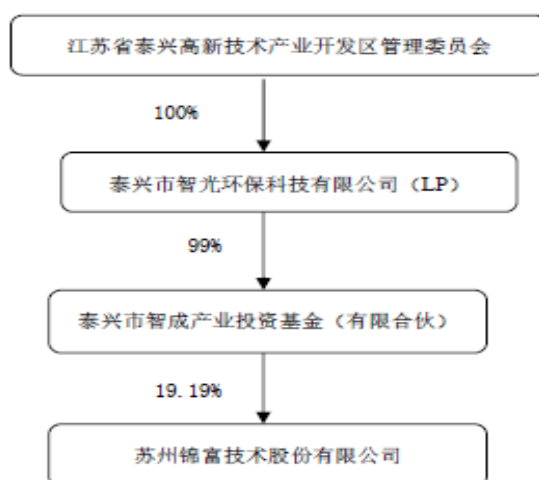 江苏省泰兴高新技术产业开发区管理委员会
100%
泰兴市智光环保科技有限公司（LP）
99%
泰兴市智成产业投资基金（有限合伙）
19.19%
苏州锦富技术股份有限公司